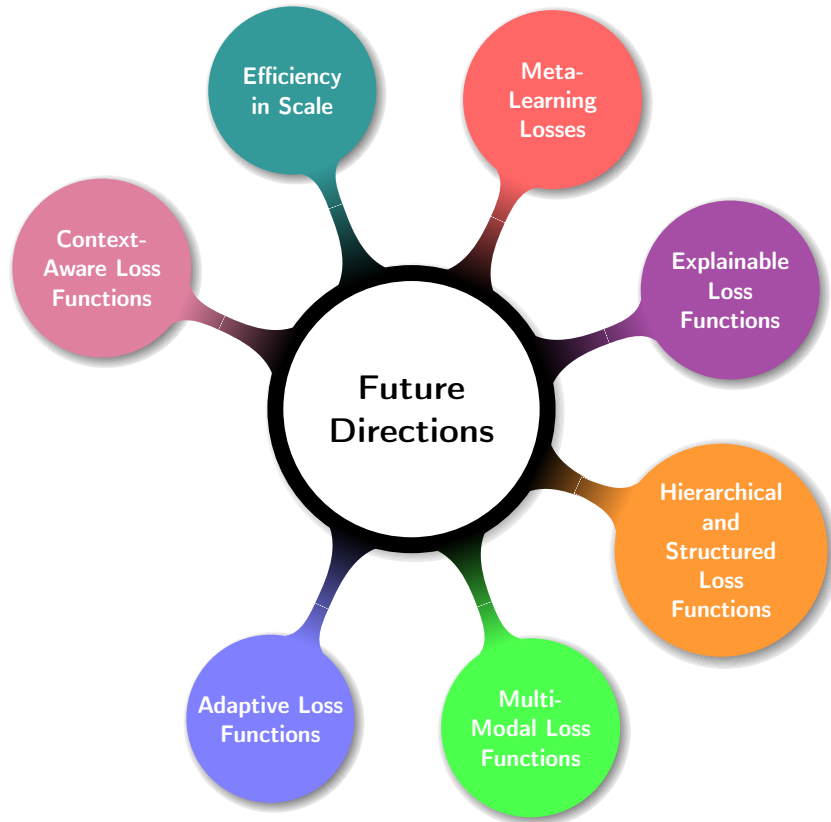 Efficiency
in Scale
Meta-
Learning
Losses
Context-
Aware Loss
Functions
Explainable
Loss
Functions
Future
Directions
Hierarchical
and
Structured
Loss
Functions
Adaptive Loss
Functions
Multi-
Modal Loss
Functions